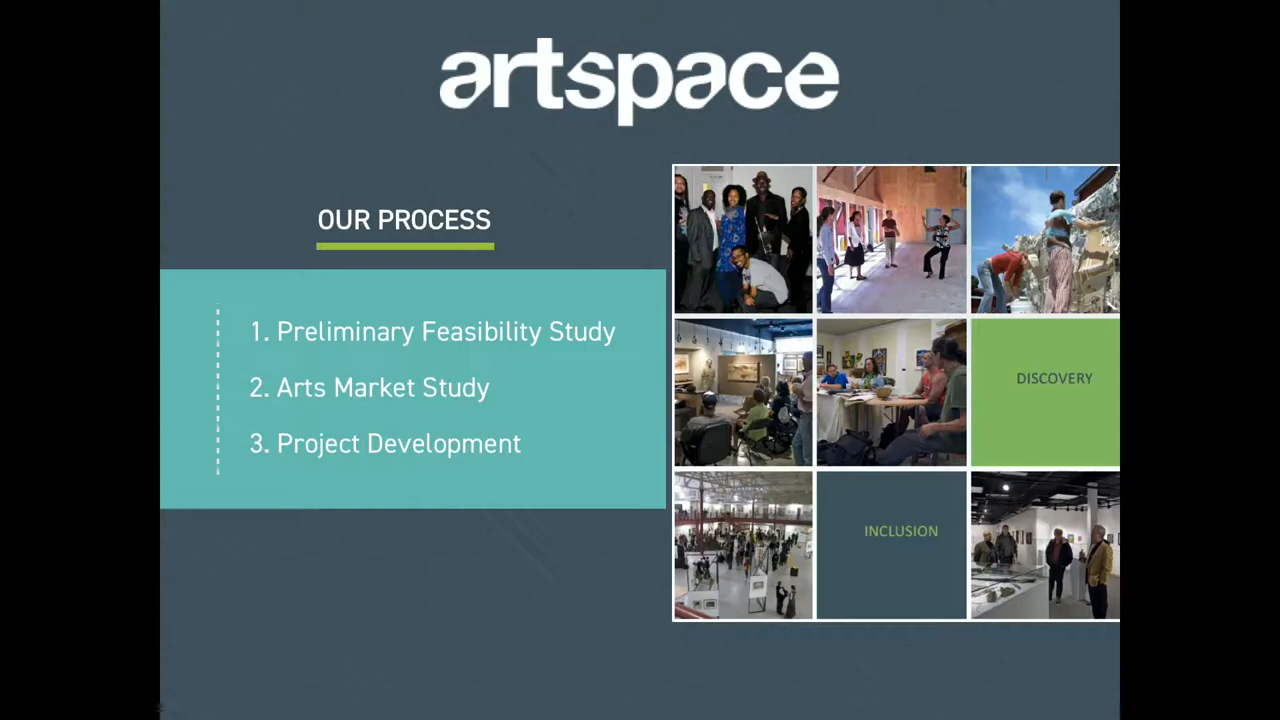 artspace
OUR PROCESS
1. Preliminary Feasibility Study
2. Arts Market Study
3. Project Development
DISCOVERY
INCLUSION